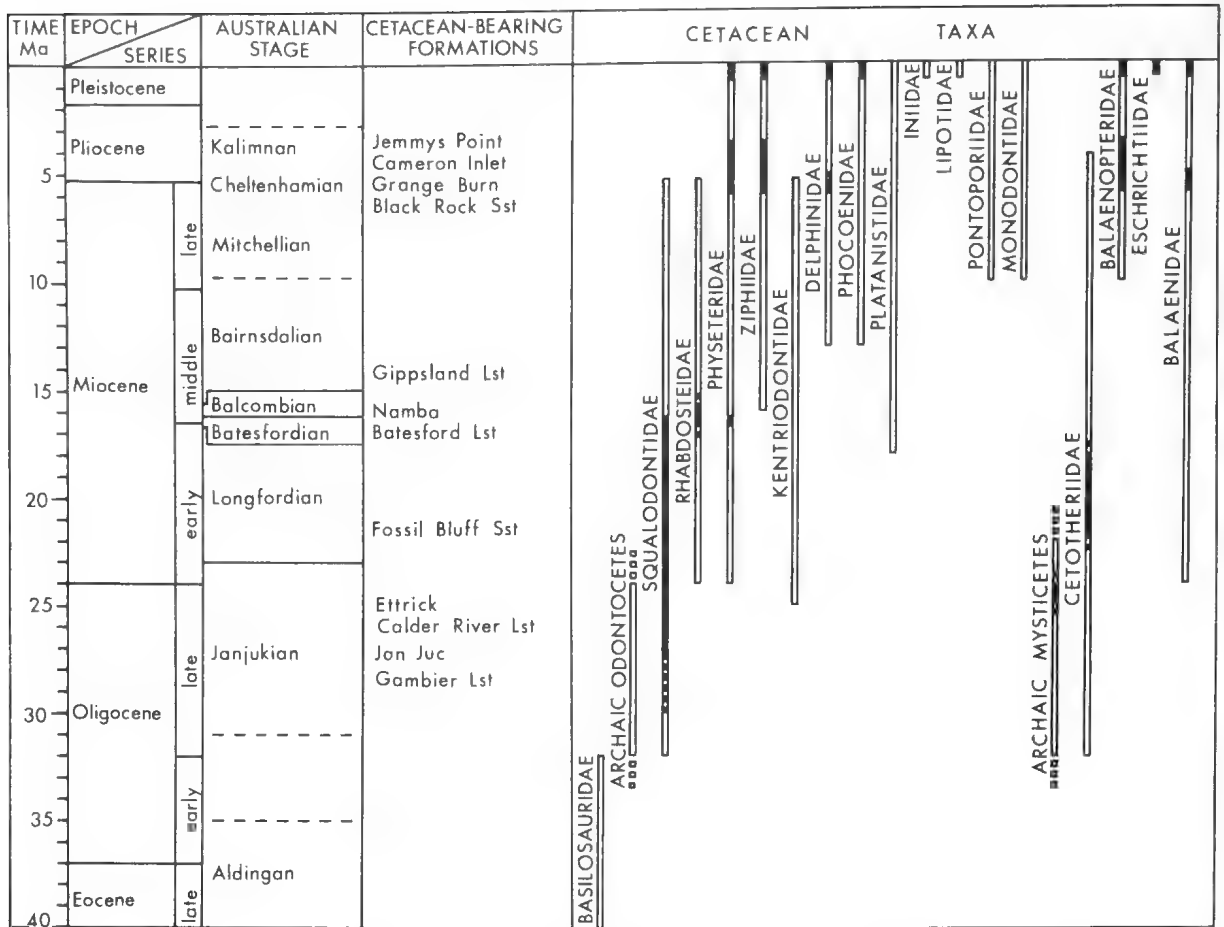 TIME
Ma
EPOCH
SERIES
AUSTRALIAN
STAGE
CETACEAN-BEARING
FORMATIONS
CETACEAN TAXA
5
10
15
20
25
30
35
40
Pleistocene
Pliocene
Miocene
Oligocene
Eocene
late
middle
early
late
early
late
Kalimnan
Cheltenhamian
Mitchellian
Bairnsdalian
Balcombian
Batesfordian
Longfordian
Janjukian
Aldingan
Jemmys Point
Cameron Inlet
Grange Burn
Black Rock Sst
Gippsland Lst
Namba
Batesford Lst
Fossil Bluff Sst
Ettrick
Calder River Lst
Jan Juc
Gambier Lst
BASILOSAURIDAE
ARCHAIC ODONTOCETES
SQUALODONTIDAE
RHABDOSTEIDAE
PHYSETERIDAE
ZIPHIIDAE
KENTRIODONTIDAE
DELPHINIDAE
PHOCOENIDAE
PLATANISTIDAE
INIIDAE
LIPOTIDAE
PONTOPORIIDAE
MONODONTIDAE
ARCHAIC MYSTICETES
CETOTHERIIDAE
BALAENOPTERIDAE
ESCHRICHTIIDAE
BALAENIDAE